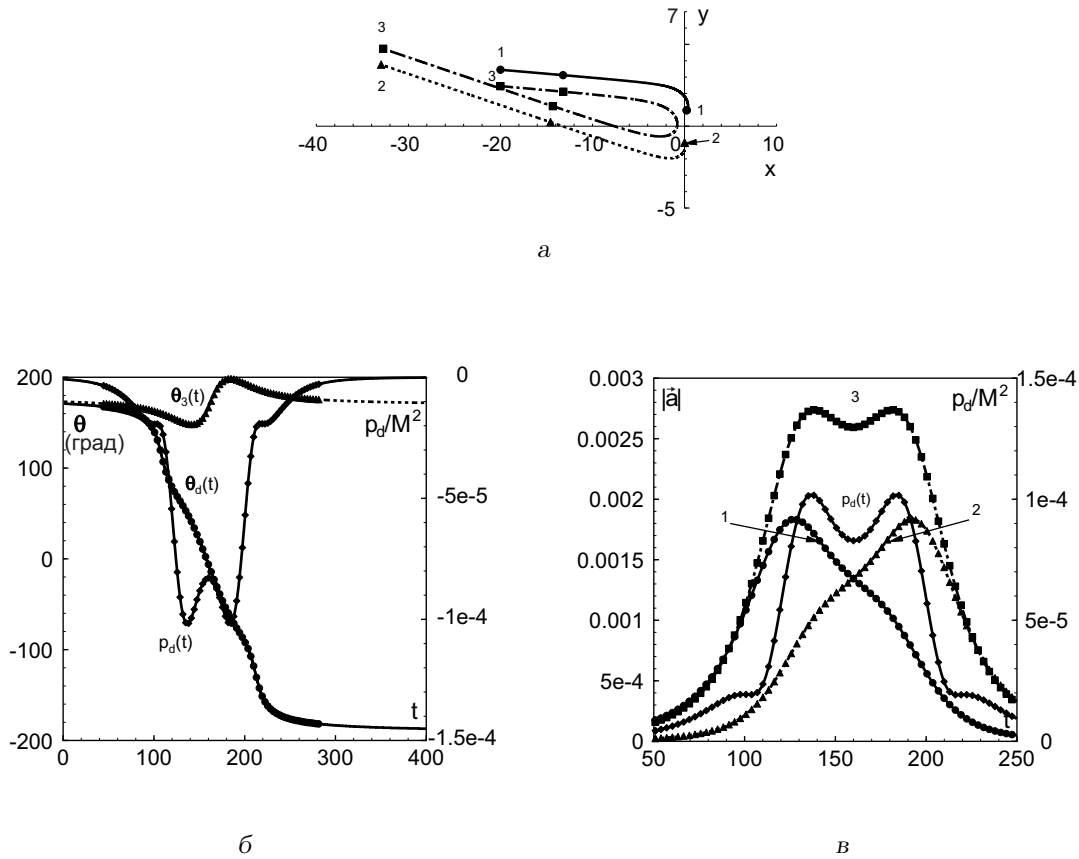 7 y
3
1
3
2
1
2
-40 -30 -20 -10 0 10
x
-5
а
200 0
θ₃(t)
θ p_d/M²
(град)
θ_d(t)
80
-5e-5
0
-1e-4
p_d(t)
-100
t
-200 -1.5e-4
0 100 200 300 400
б
0.003 1.5e-4
|a⃗| p_d/M²
3
0.0025
0.002 p_d(t) 1e-4
1 2
0.0015
0.001 5e-5
5e-4
t
0 0
50 100 150 200 250
в